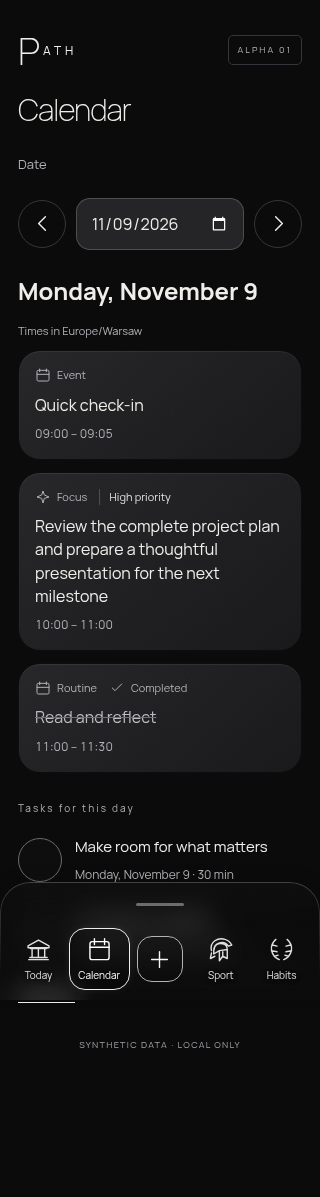 PATH
ALPHA 01
Calendar
Date
11/09/2026
Monday, November 9
Times in Europe/Warsaw
Event
Quick check-in
09:00 – 09:05
Focus
High priority
Review the complete project plan
and prepare a thoughtful
presentation for the next
milestone
10:00 – 11:00
Routine
Completed
Read and reflect
11:00 – 11:30
Tasks for this day
Make room for what matters
Monday, November 9 · 30 min
Today
Calendar
Sport
Habits
SYNTHETIC DATA · LOCAL ONLY